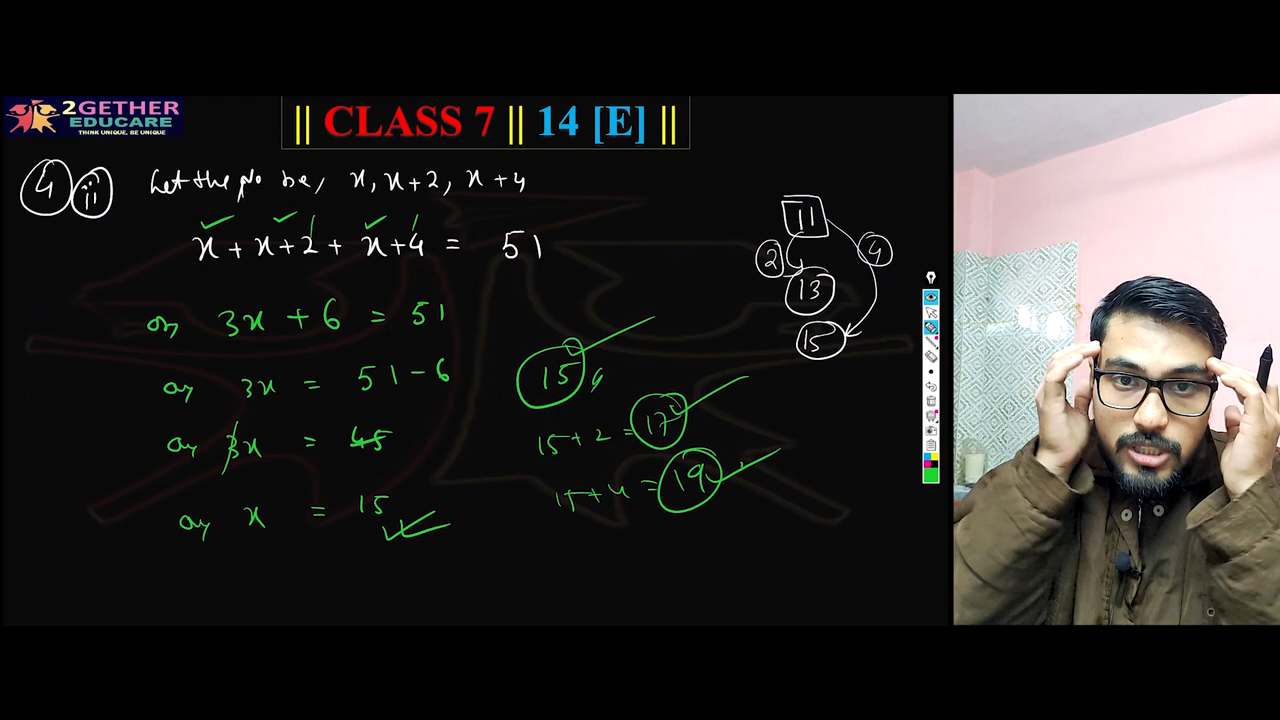 2GETHER
EDUCARE
THINK UNIQUE, BE UNIQUE
|| CLASS 7 || 14 [E] ||
4 ii Let the no be, x, x+2, x+4
x + x+2 + x+4 = 51
or 3x + 6 = 51
or 3x = 51-6
or 3x = 45
or x = 15
15
15+2 = 17
15+4 = 19
11
2 4
13
15